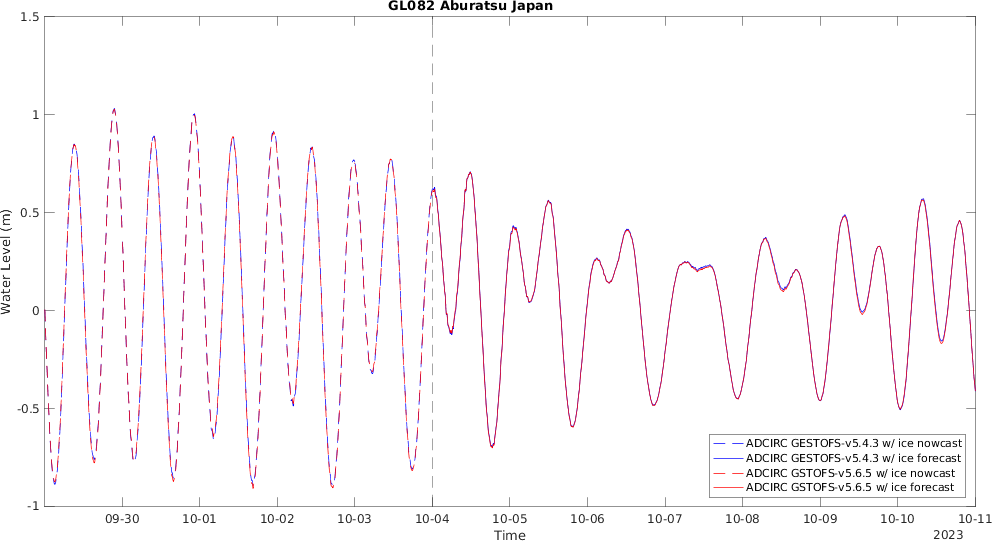 GL082 Aburatsu Japan
1.5
1
0.5
0
-0.5
-1
Water Level (m)
09-30 10-01 10-02 10-03 10-04 10-05 10-06 10-07 10-08 10-09 10-10 10-11
Time
2023
ADCIRC GESTOFS-v5.4.3 w/ ice nowcast
ADCIRC GESTOFS-v5.4.3 w/ ice forecast
ADCIRC GSTOFS-v5.6.5 w/ ice nowcast
ADCIRC GSTOFS-v5.6.5 w/ ice forecast